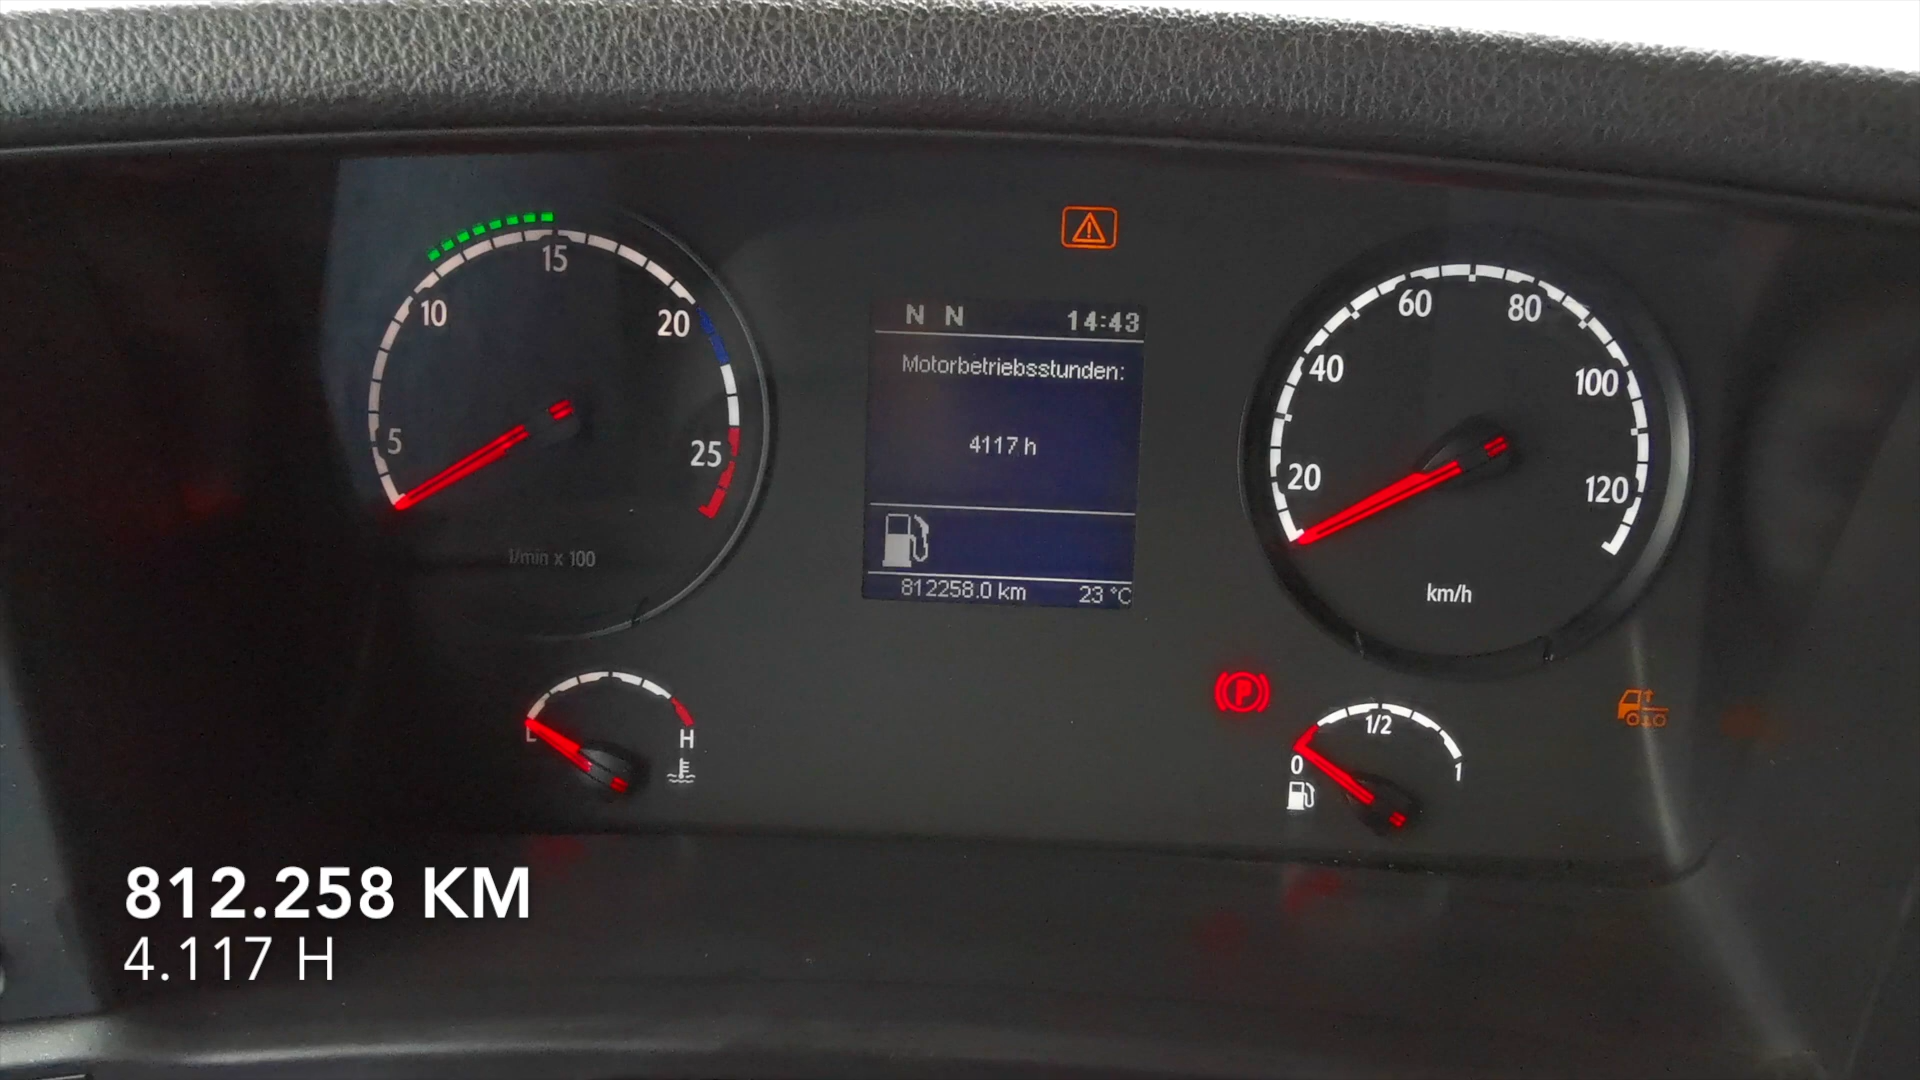 5
10
15
20
25
1/min x 100
N N 14:43
Motorbetriebsstunden:
4117 h
812258.0 km 23 °C
20
40
60
80
100
120
km/h
L
H
P
0
1/2
1
812.258 KM
4.117 H